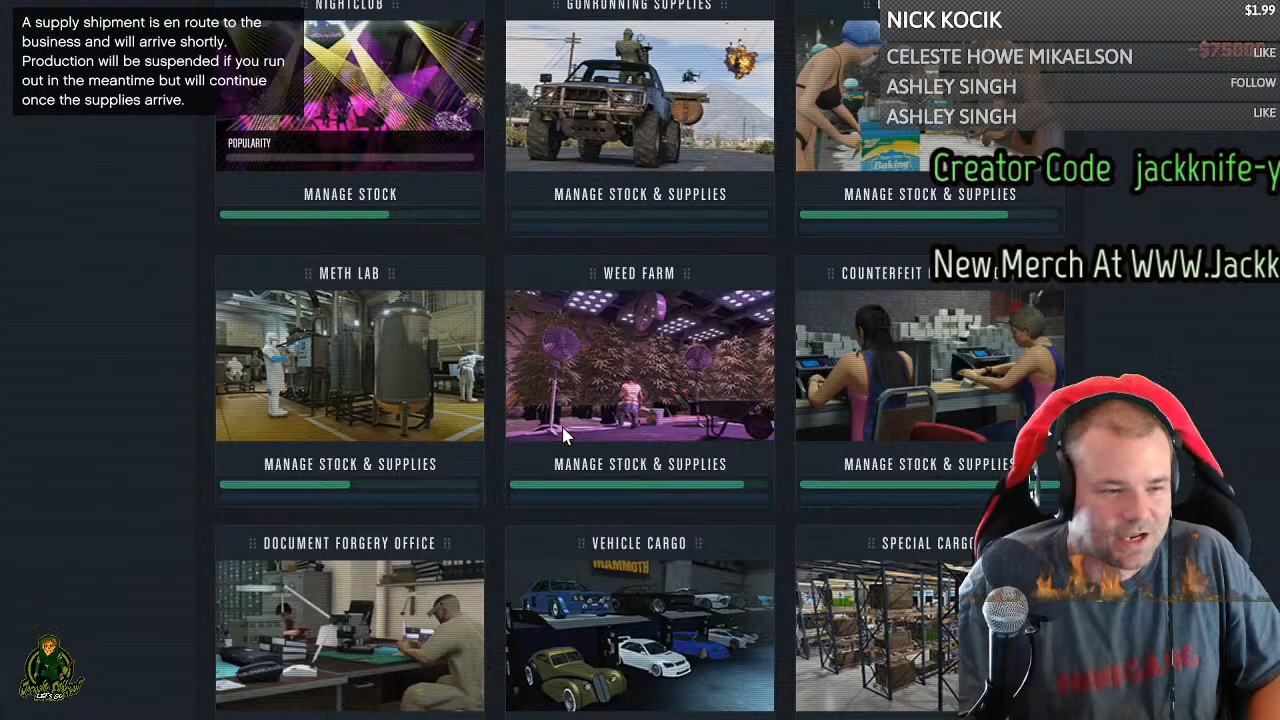 A supply shipment is en route to the
business and will arrive shortly.
Production will be suspended if you run
out in the meantime but will continue
once the supplies arrive.
NIGHTCLUB
GUNRUNNING SUPPLIES
NICK KOCIK
$1.99
CELESTE HOWE MIKAELSON
LIKE
ASHLEY SINGH
FOLLOW
ASHLEY SINGH
LIKE
POPULARITY
Baking
Creator Code jackknife-y
MANAGE STOCK
MANAGE STOCK & SUPPLIES
MANAGE STOCK & SUPPLIES
New Merch At WWW.Jackk
METH LAB
WEED FARM
COUNTERFEIT
MANAGE STOCK & SUPPLIES
MANAGE STOCK & SUPPLIES
MANAGE STOCK & SUPPLIES
DOCUMENT FORGERY OFFICE
VEHICLE CARGO
SPECIAL CARGO
MAMMOTH
LET'S GO